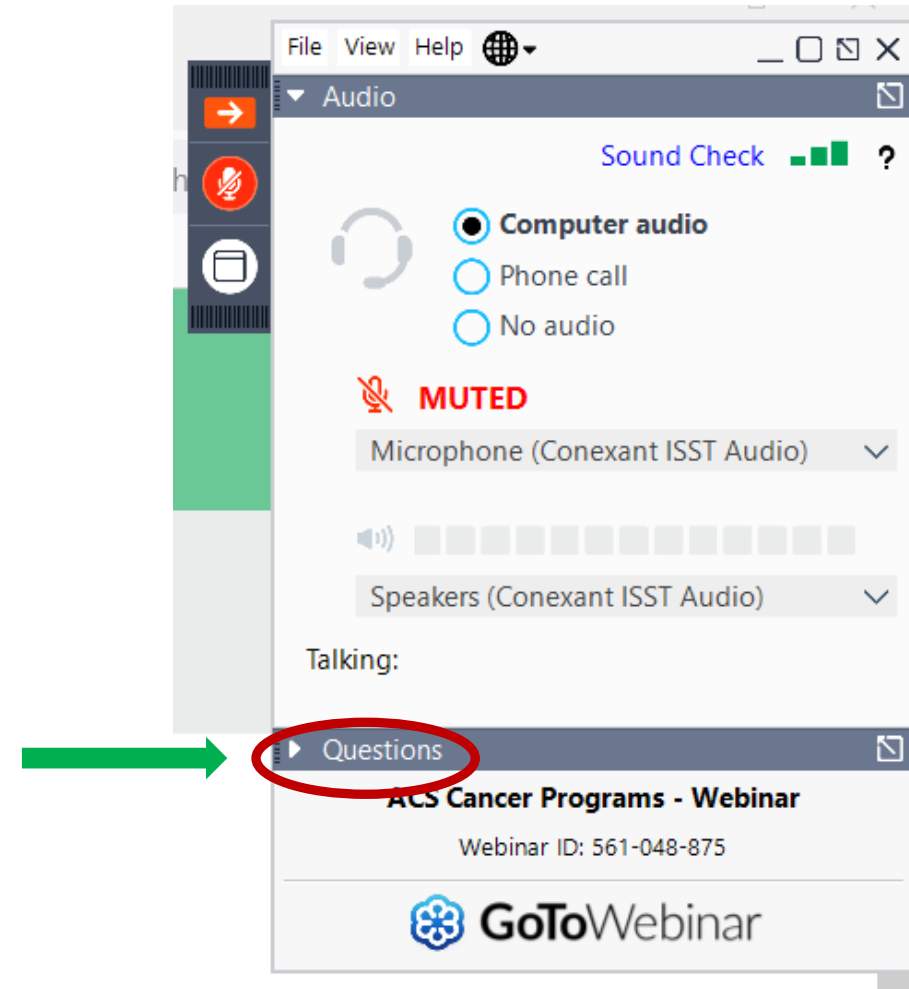 File View Help
Audio
Sound Check ?
Computer audio
Phone call
No audio
MUTED
Microphone (Conexant ISST Audio)
Speakers (Conexant ISST Audio)
Talking:
Questions
ACS Cancer Programs - Webinar
Webinar ID: 561-048-875
GoToWebinar